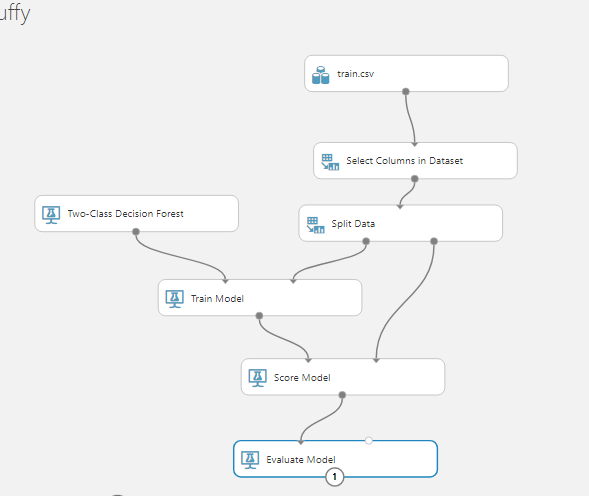 uffy
train.csv
Select Columns in Dataset
Two-Class Decision Forest
Split Data
Train Model
Score Model
Evaluate Model
1